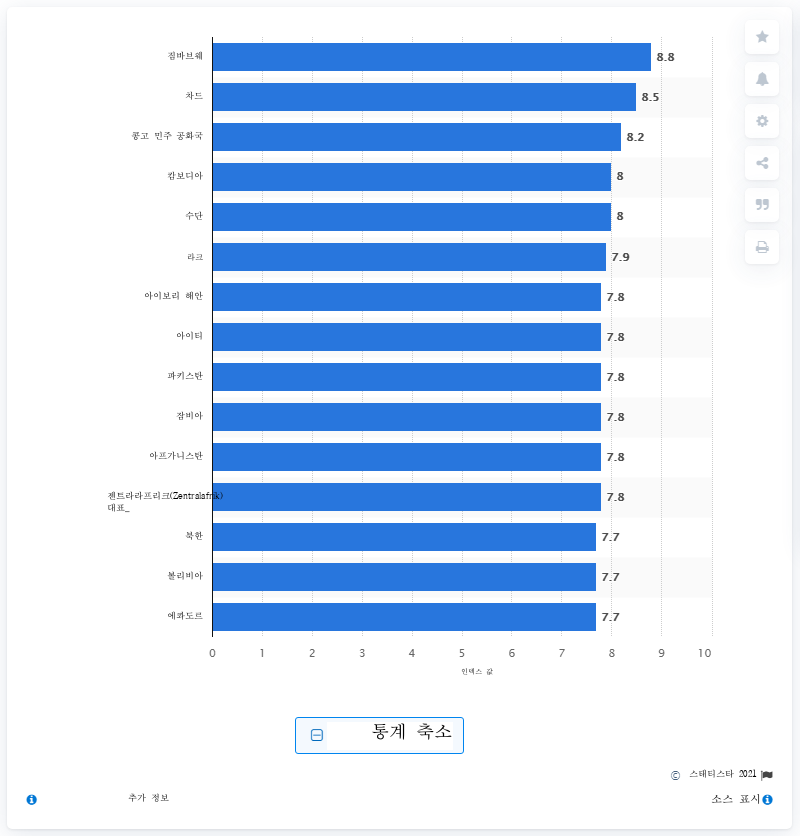 짐바브웨 8.8
차드 8.5
콩고 민주 공화국 8.2
캄보디아 8
수단 8
라크 7.9
아이보리 해안 7.8
아이티 7.8
파키스탄 7.8
잠비아 7.8
아프가니스탄 7.8
젠트라라프리크(Zentralafrik) 7.8
대표_
북한 7.7
볼리비아 7.7
에콰도르 7.7
0 1 2 3 4 5 6 7 8 9 10
인덱스 값
통계 축소
© 스태티스타 2021
추가 정보
소스 표시